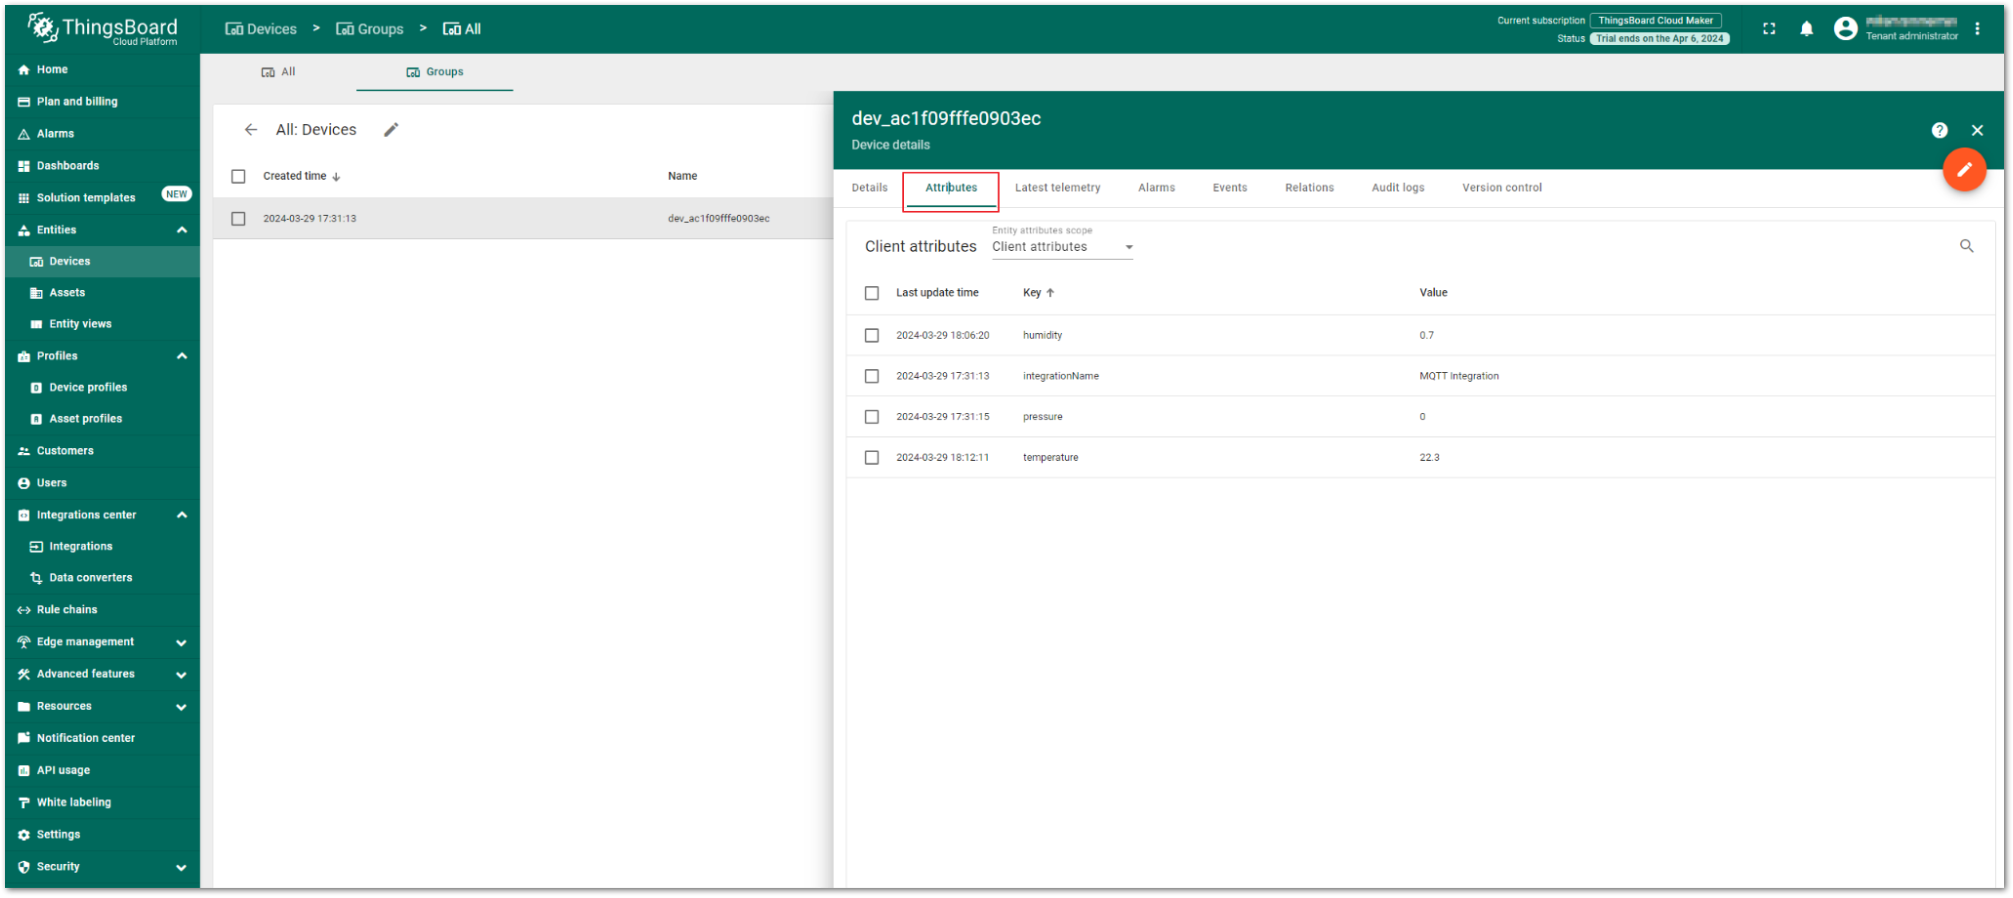 ThingsBoard
Cloud Platform
Devices > Groups > All
Current subscription ThingsBoard Cloud Maker
Status Trial ends on the Apr 6, 2024
Tenant administrator
Home
Plan and billing
Alarms
Dashboards
Solution templates NEW
Entities
Devices
Assets
Entity views
Profiles
Device profiles
Asset profiles
Customers
Users
Integrations center
Integrations
Data converters
Rule chains
Edge management
Advanced features
Resources
Notification center
API usage
White labeling
Settings
Security
All Groups
All: Devices
Created time Name
2024-03-29 17:31:13 dev_ac1f09fffe0903ec
dev_ac1f09fffe0903ec
Device details
Details Attributes Latest telemetry Alarms Events Relations Audit logs Version control
Entity attributes scope
Client attributes Client attributes
Last update time Key Value
2024-03-29 18:06:20 humidity 0.7
2024-03-29 17:31:13 integrationName MQTT Integration
2024-03-29 17:31:15 pressure 0
2024-03-29 18:12:11 temperature 22.3